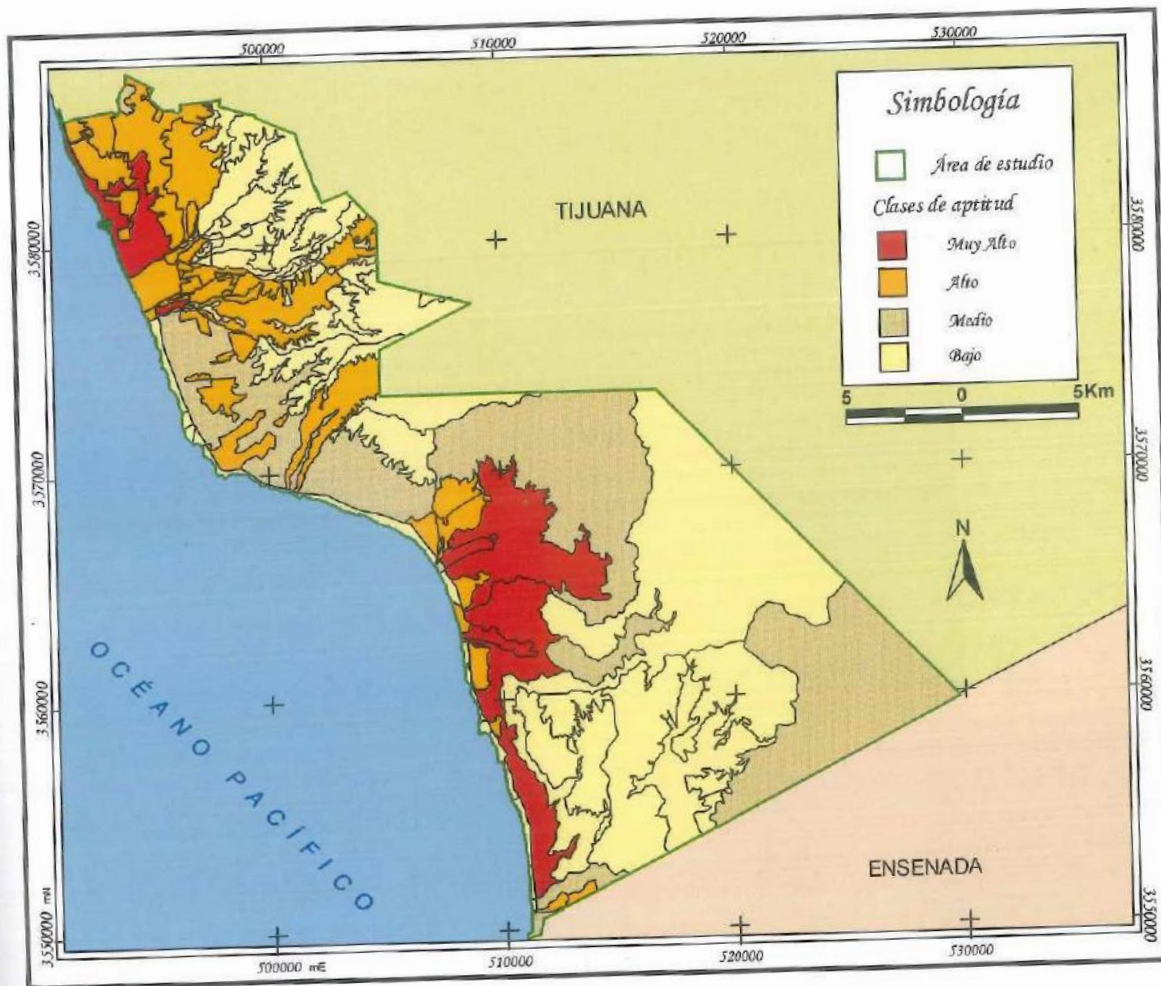 500000
510000
520000
530000
Simbología
Área de estudio
Clases de aptitud
Muy Alto
Alto
Medio
Bajo
5 0 5Km
TIJUANA
N
ENSENADA
OCÉANO PACÍFICO
3580000
3570000
3560000
3550000 mN
3580000
3570000
3560000
3550000
500000 mE
510000
520000
530000